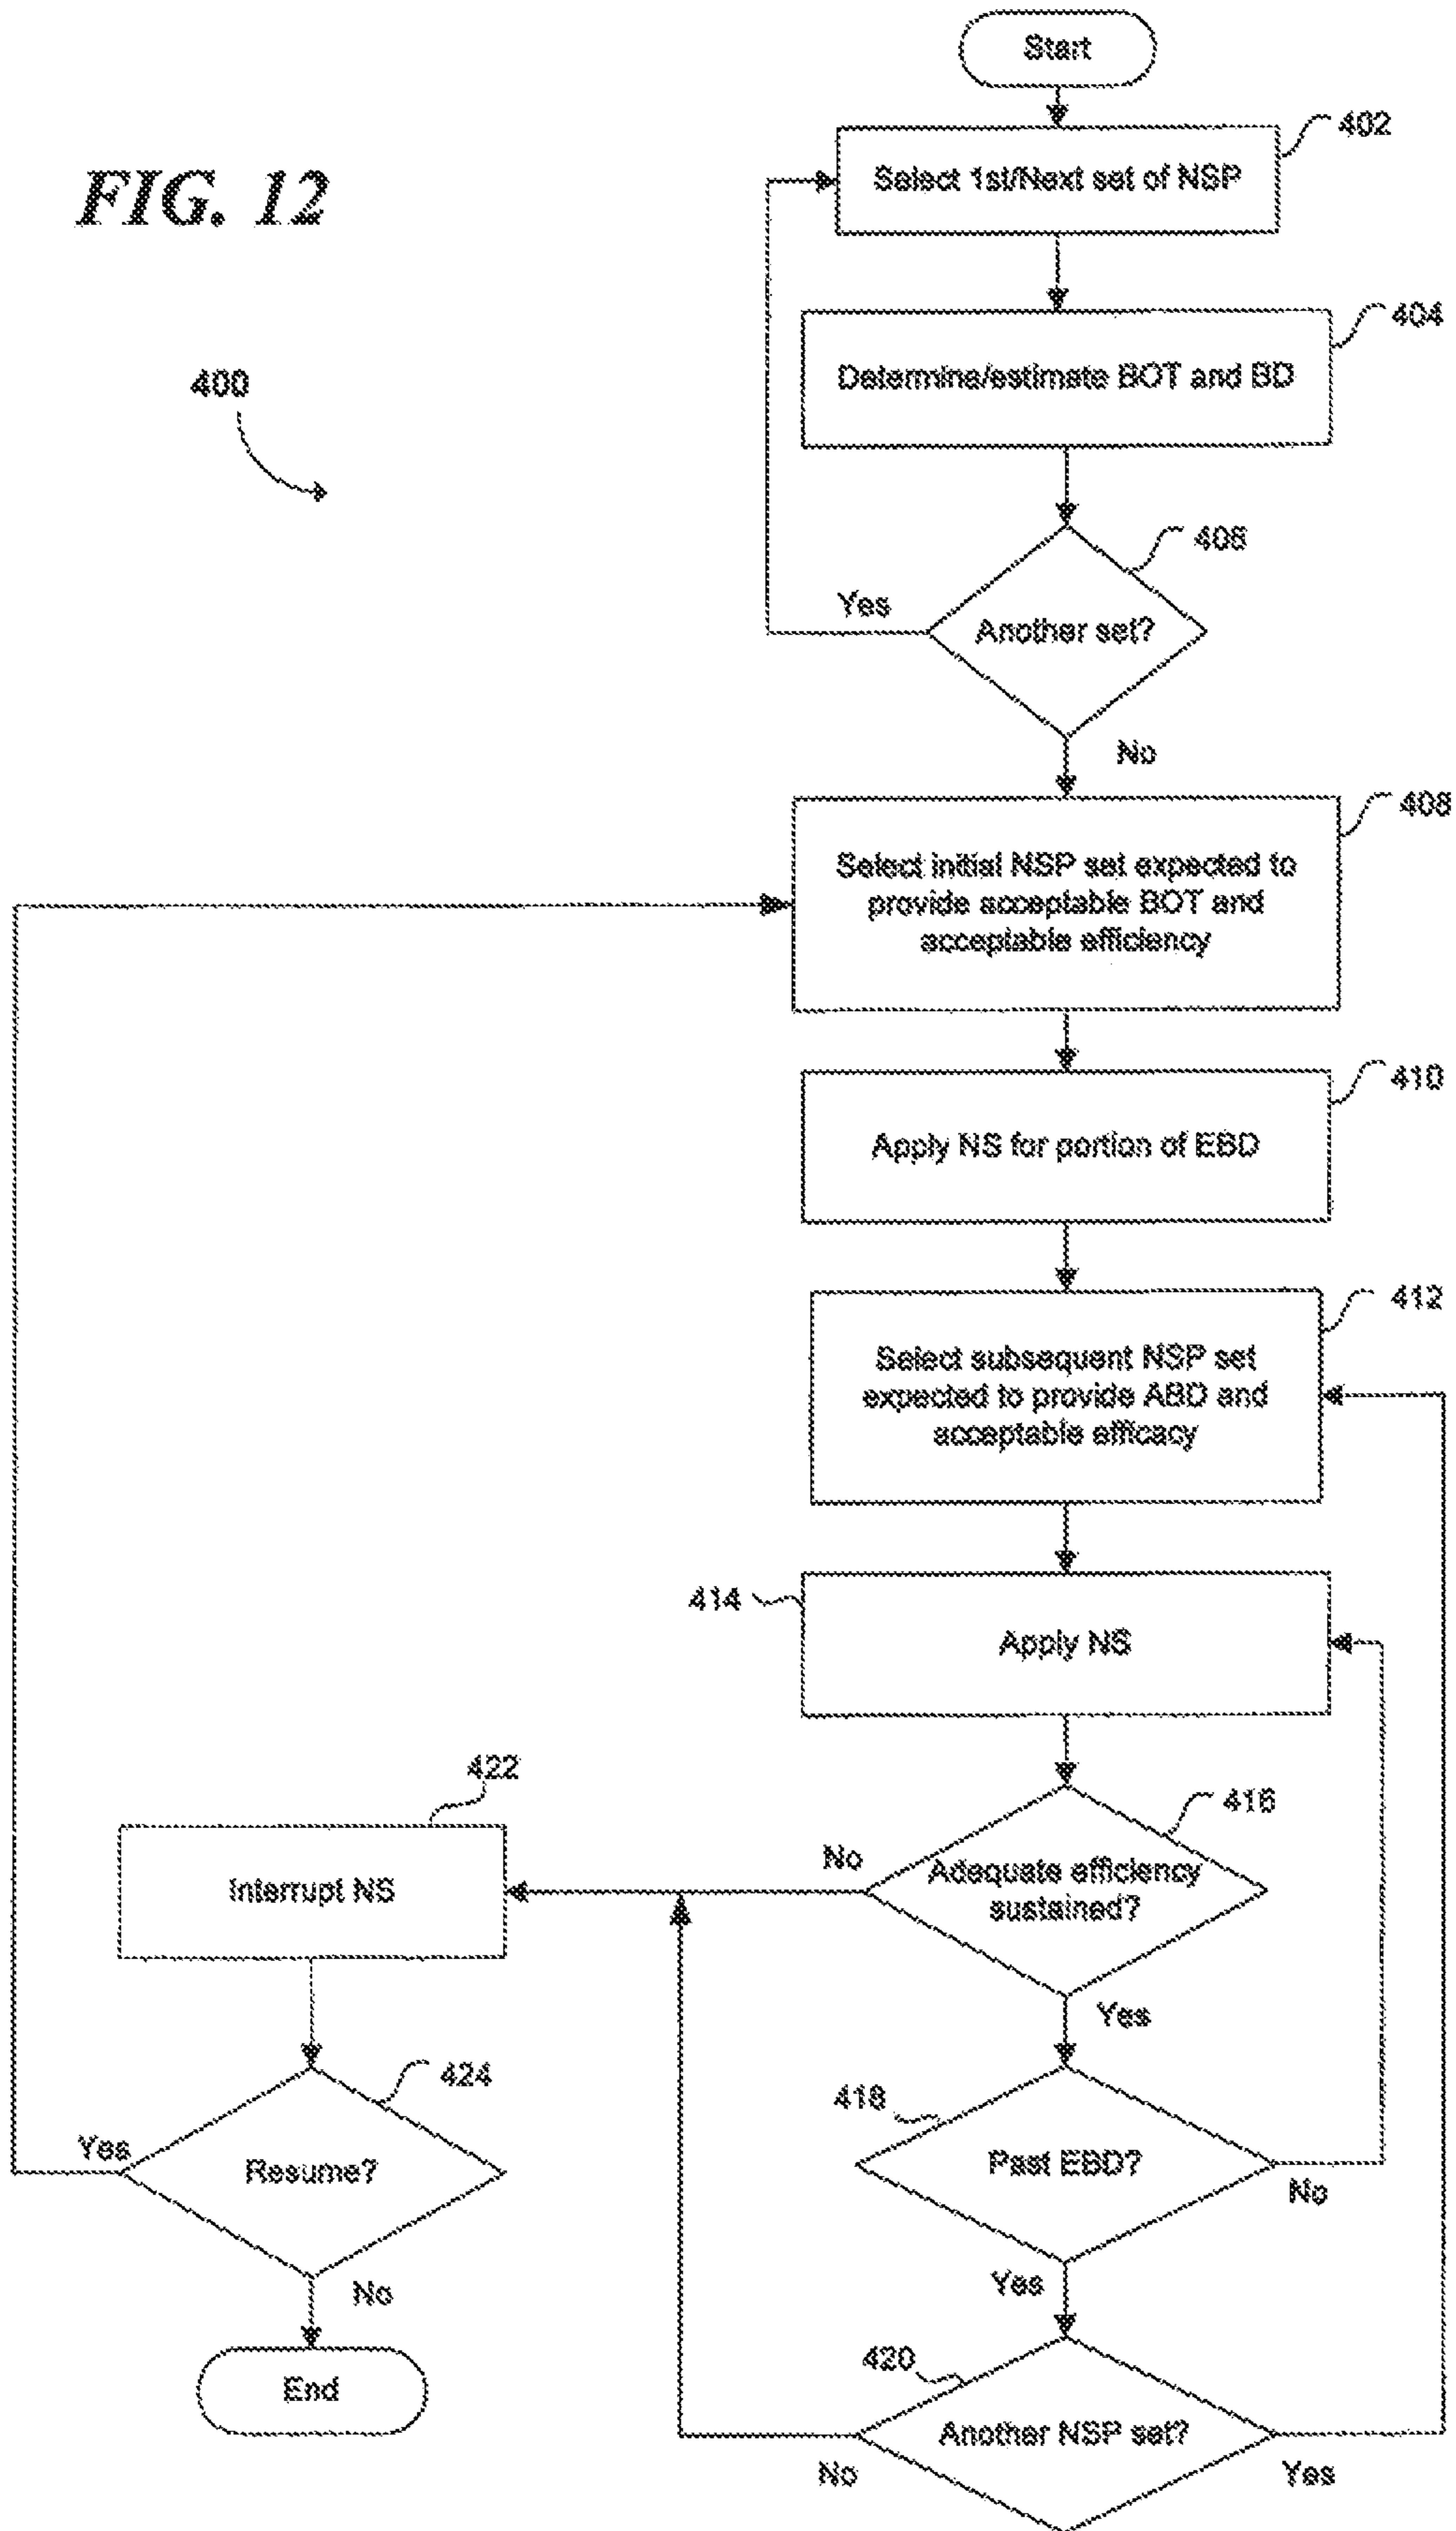 Start
FIG. 12
402
Select 1st/Next set of NSP
404
400
Determine/estimate BOT and BD
406
Yes
Another set?
No
408
Select initial NSP set expected to
provide acceptable BOT and
acceptable efficiency
410
Apply NS for portion of EBD
412
Select subsequent NSP set
expected to provide ABD and
acceptable efficacy
414
Apply NS
422
416
No
Interrupt NS
Adequate efficiency
sustained?
Yes
424
418
Yes
Resume?
Past EBD?
No
No
Yes
420
End
Another NSP set?
No
Yes